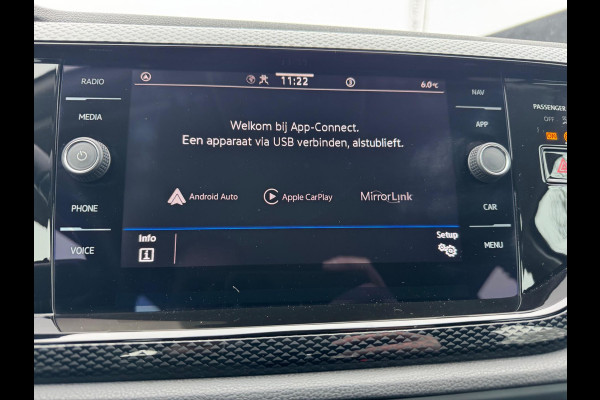 RADIO
MEDIA
PHONE
VOICE
11:22
6.0°C
Welkom bij App-Connect.
Een apparaat via USB verbinden, alstublieft.
Android Auto
Apple CarPlay
MirrorLink
Info
Setup
NAV
APP
CAR
MENU
PASSENGER
OFF